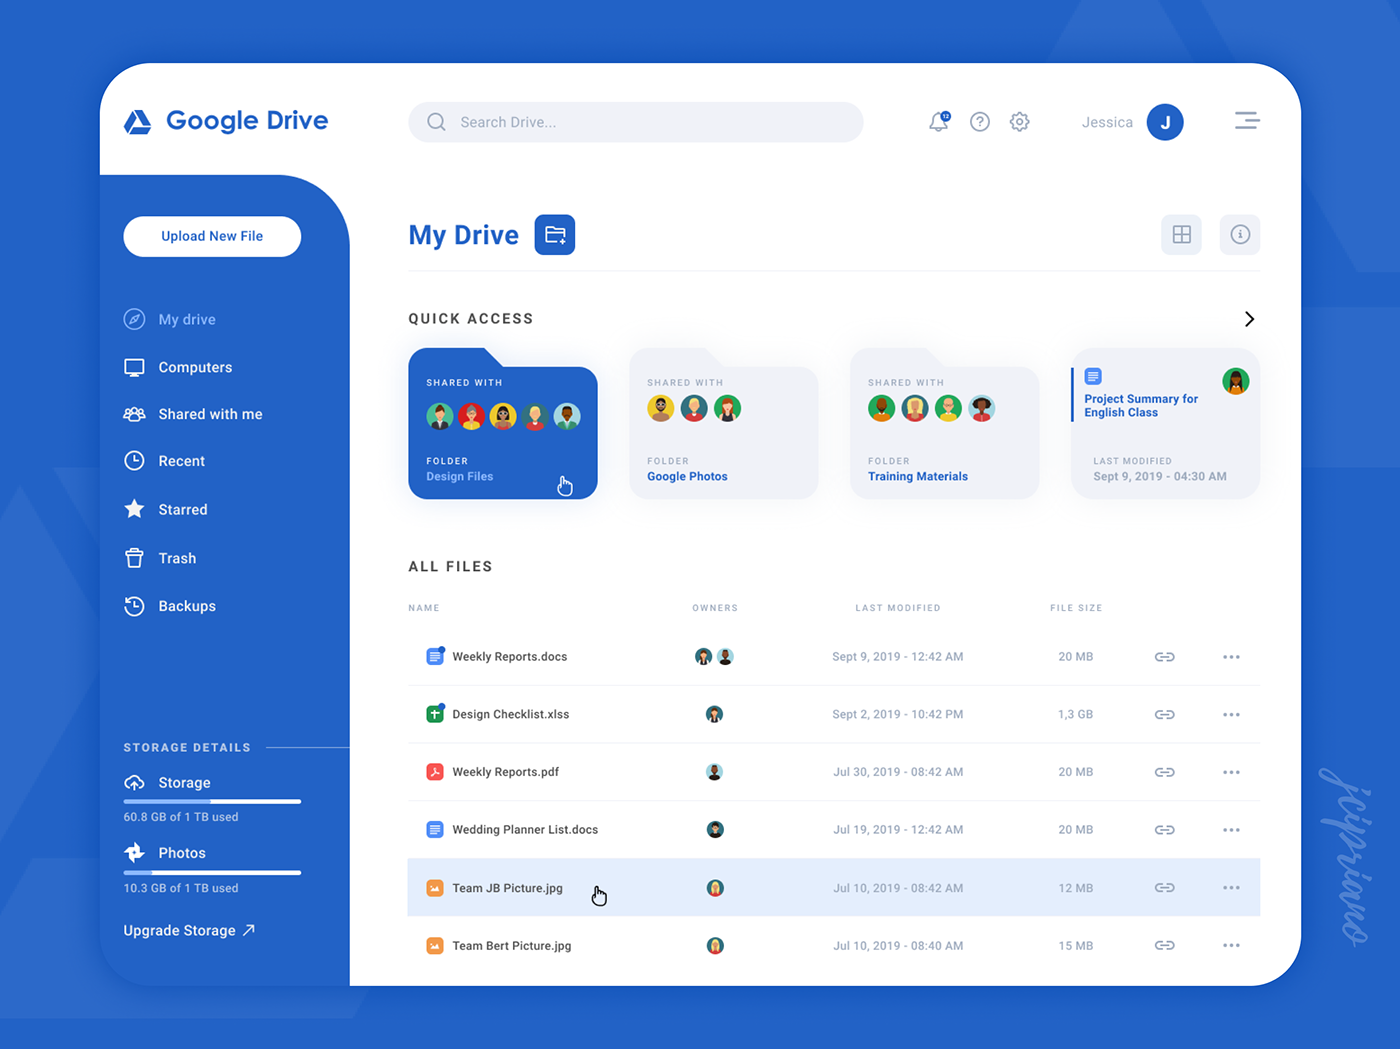 Google Drive
Search Drive...
12
Jessica
J
Upload New File
My drive
Computers
Shared with me
Recent
Starred
Trash
Backups
STORAGE DETAILS
Storage
60.8 GB of 1 TB used
Photos
10.3 GB of 1 TB used
Upgrade Storage
My Drive
QUICK ACCESS
SHARED WITH
FOLDER
Design Files
SHARED WITH
FOLDER
Google Photos
SHARED WITH
FOLDER
Training Materials
Project Summary for
English Class
LAST MODIFIED
Sept 9, 2019 - 04:30 AM
ALL FILES
NAME OWNERS LAST MODIFIED FILE SIZE
Weekly Reports.docs Sept 9, 2019 - 12:42 AM 20 MB
Design Checklist.xlss Sept 2, 2019 - 10:42 PM 1,3 GB
Weekly Reports.pdf Jul 30, 2019 - 08:42 AM 20 MB
Wedding Planner List.docs Jul 19, 2019 - 12:42 AM 20 MB
Team JB Picture.jpg Jul 10, 2019 - 08:42 AM 12 MB
Team Bert Picture.jpg Jul 10, 2019 - 08:40 AM 15 MB
jcipriano